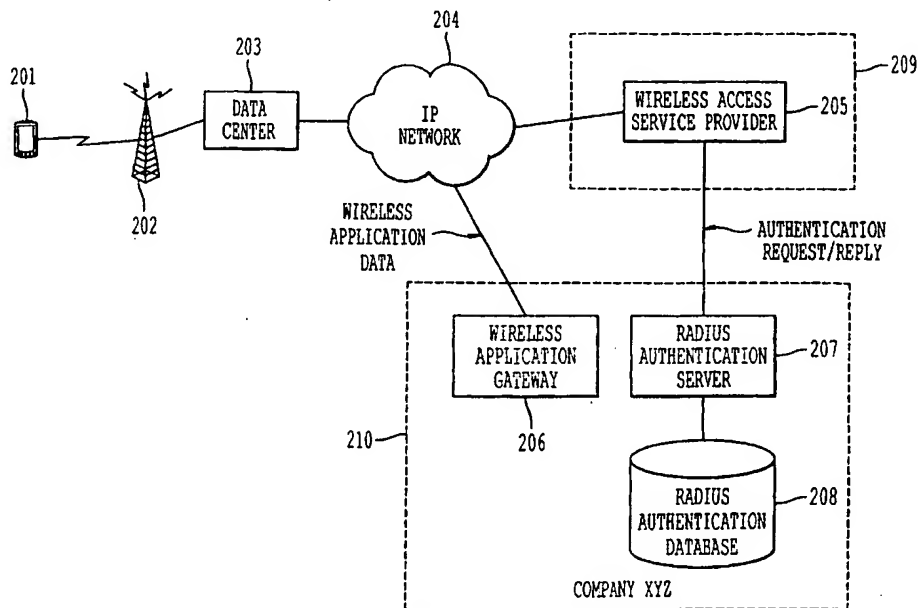 204
203
201
DATA
CENTER
IP
NETWORK
209
WIRELESS ACCESS
SERVICE PROVIDER
205
202
WIRELESS
APPLICATION
DATA
AUTHENTICATION
REQUEST/REPLY
WIRELESS
APPLICATION
GATEWAY
RADIUS
AUTHENTICATION
SERVER
207
206
210
RADIUS
AUTHENTICATION
DATABASE
208
COMPANY XYZ